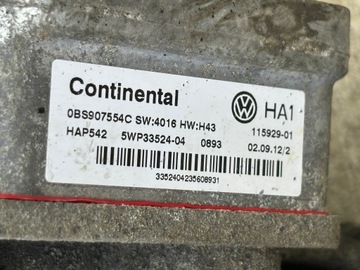 Continental
HA1
0BS907554C SW:4016 HW:H43
115929-01
HAP542 5WP33524-04 0893
02.09.12/2
3352404235608931